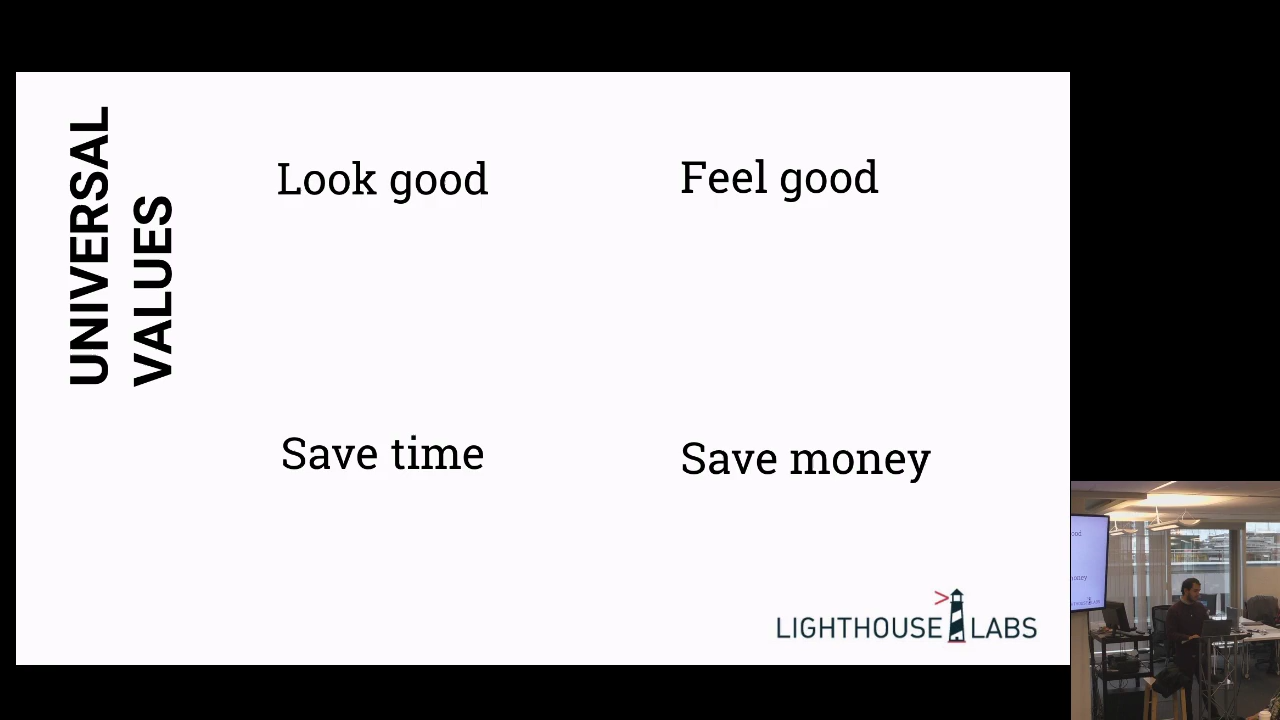 UNIVERSAL
VALUES
Look good
Feel good
Save time
Save money
LIGHTHOUSE LABS